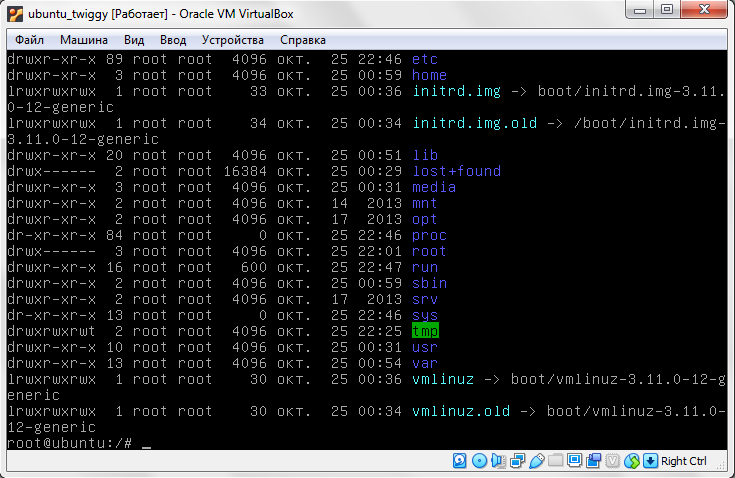 ubuntu_twiggy [Работает] - Oracle VM VirtualBox
Файл Машина Вид Ввод Устройства Справка
drwxr-xr-x 89 root root 4096 окт. 25 22:46 etc
drwxr-xr-x 3 root root 4096 окт. 25 00:59 home
lrwxrwxrwx 1 root root 33 окт. 25 00:36 initrd.img -> boot/initrd.img-3.11.
0-12-generic
lrwxrwxrwx 1 root root 34 окт. 25 00:34 initrd.img.old -> /boot/initrd.img-
3.11.0-12-generic
drwxr-xr-x 20 root root 4096 окт. 25 00:51 lib
drwx------ 2 root root 16384 окт. 25 00:29 lost+found
drwxr-xr-x 3 root root 4096 окт. 25 00:31 media
drwxr-xr-x 2 root root 4096 окт. 14 2013 mnt
drwxr-xr-x 2 root root 4096 окт. 17 2013 opt
dr-xr-xr-x 84 root root 0 окт. 25 22:46 proc
drwx------ 3 root root 4096 окт. 25 22:01 root
drwxr-xr-x 16 root root 600 окт. 25 22:47 run
drwxr-xr-x 2 root root 4096 окт. 25 00:59 sbin
drwxr-xr-x 2 root root 4096 окт. 17 2013 srv
dr-xr-xr-x 13 root root 0 окт. 25 22:46 sys
drwxrwxrwt 2 root root 4096 окт. 25 22:25 tmp
drwxr-xr-x 10 root root 4096 окт. 25 00:31 usr
drwxr-xr-x 13 root root 4096 окт. 25 00:54 var
lrwxrwxrwx 1 root root 30 окт. 25 00:36 vmlinuz -> boot/vmlinuz-3.11.0-12-g
eneric
lrwxrwxrwx 1 root root 30 окт. 25 00:34 vmlinuz.old -> boot/vmlinuz-3.11.0-
12-generic
root@ubuntu:/# _
Right Ctrl